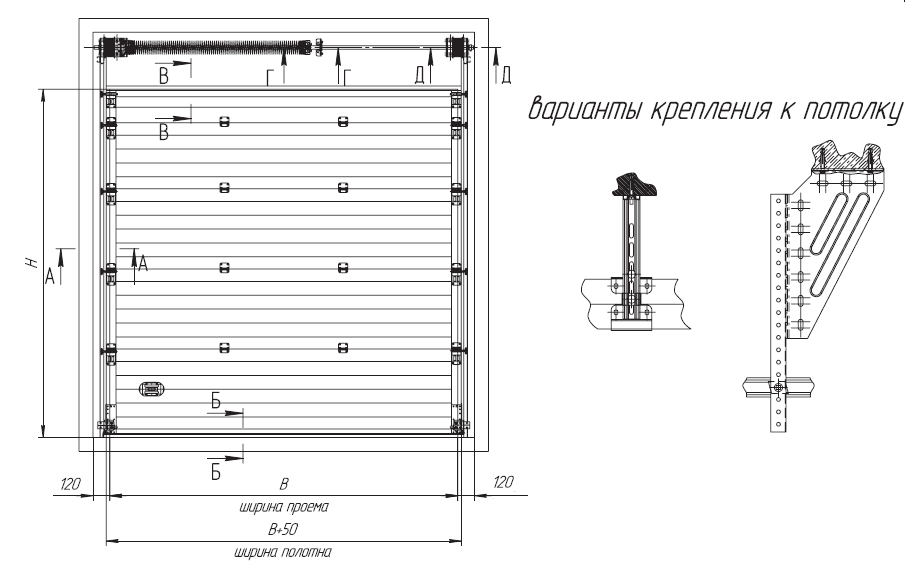 В
Г
Г
Д
Д
варианты крепления к потолку
В
Н
А
А
Б
Б
120
В
120
ширина проема
В+50
ширина полотна